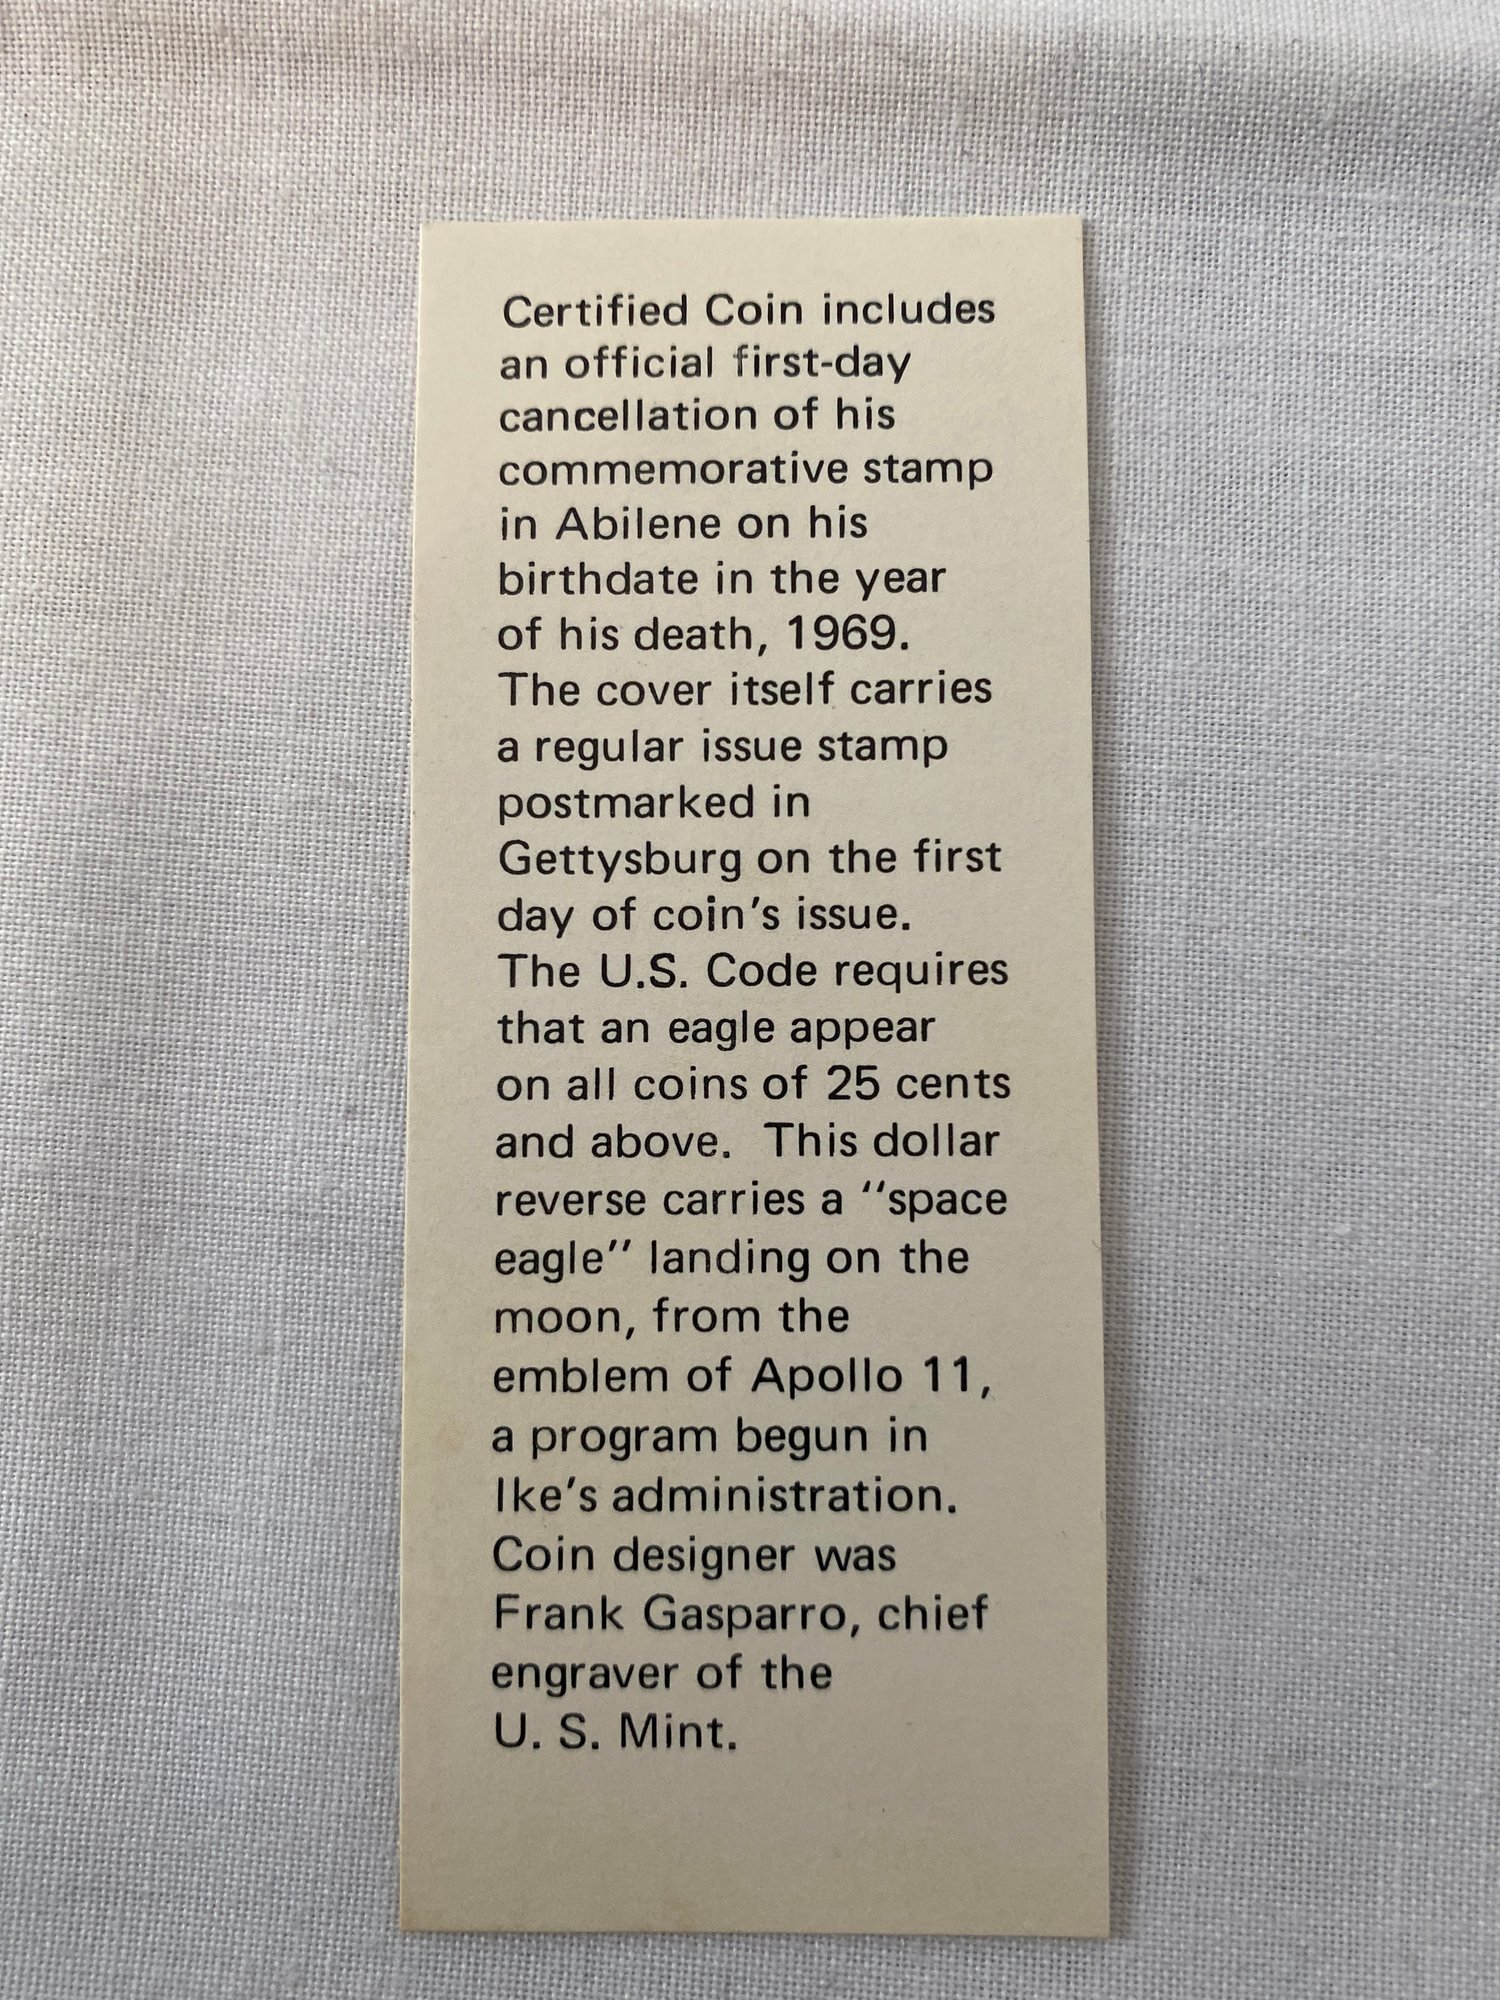 Certified Coin includes
an official first-day
cancellation of his
commemorative stamp
in Abilene on his
birthdate in the year
of his death, 1969.
The cover itself carries
a regular issue stamp
postmarked in
Gettysburg on the first
day of coin's issue.
The U.S. Code requires
that an eagle appear
on all coins of 25 cents
and above.  This dollar
reverse carries a "space
eagle" landing on the
moon, from the
emblem of Apollo 11,
a program begun in
Ike's administration.
Coin designer was
Frank Gasparro, chief
engraver of the
U. S. Mint.